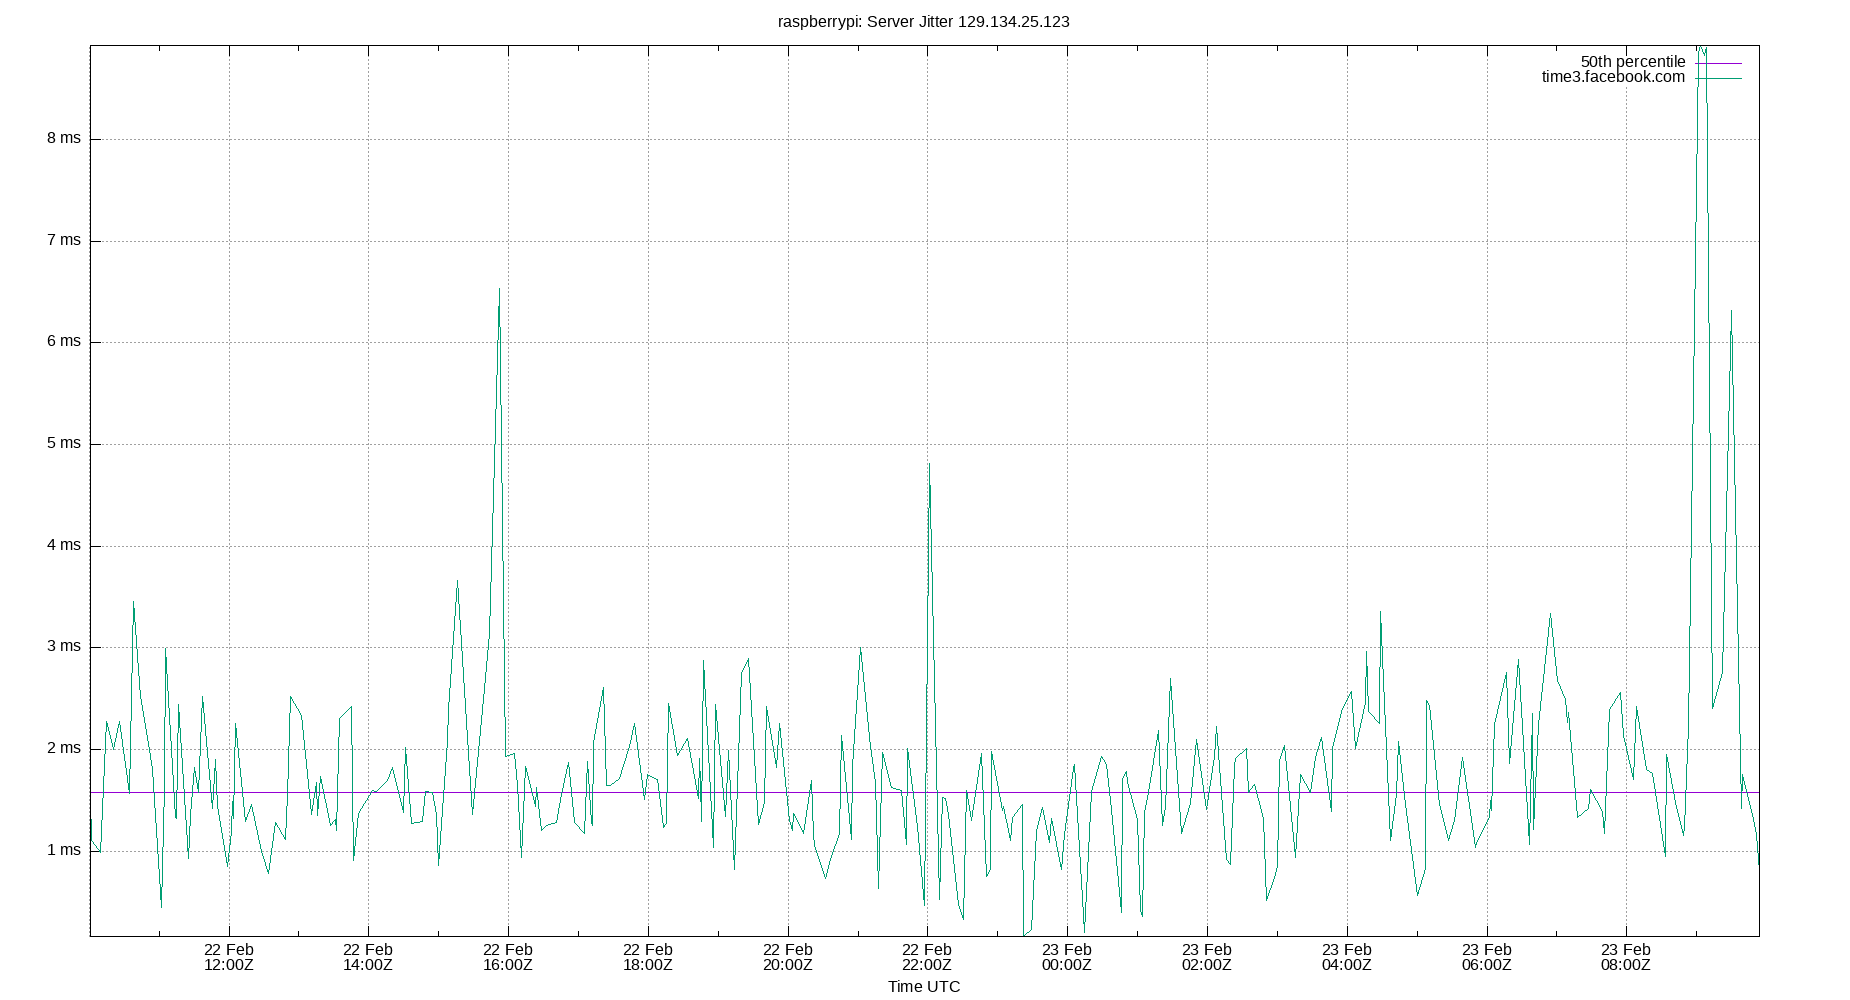 raspberrypi: Server Jitter 129.134.25.123
50th percentile
time3.facebook.com
8 ms
7 ms
6 ms
5 ms
4 ms
3 ms
2 ms
1 ms
22 Feb 22 Feb 22 Feb 22 Feb 22 Feb 22 Feb 23 Feb 23 Feb 23 Feb 23 Feb 23 Feb
12:00Z 14:00Z 16:00Z 18:00Z 20:00Z 22:00Z 00:00Z 02:00Z 04:00Z 06:00Z 08:00Z
Time UTC